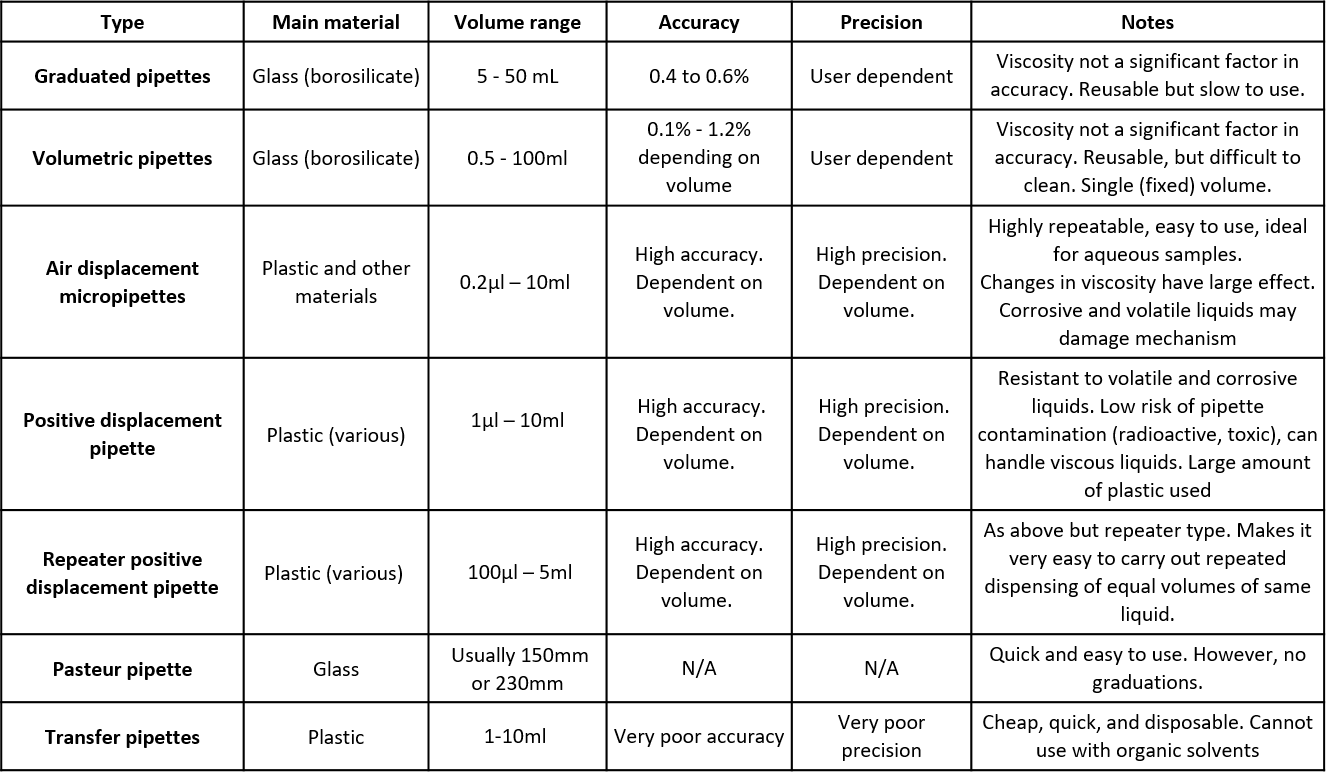 Type Main material Volume range Accuracy Precision Notes
Graduated pipettes
Glass (borosilicate)
5 - 50 mL
0.4 to 0.6%
User dependent
Viscosity not a significant factor in
accuracy. Reusable but slow to use.
Volumetric pipettes
Glass (borosilicate)
0.5 - 100ml
0.1% - 1.2%
depending on
volume
User dependent
Viscosity not a significant factor in
accuracy. Reusable, but difficult to
clean. Single (fixed) volume.
Air displacement
micropipettes
Plastic and other
materials
0.2µl – 10ml
High accuracy.
Dependent on
volume.
High precision.
Dependent on
volume.
Highly repeatable, easy to use, ideal
for aqueous samples.
Changes in viscosity have large effect.
Corrosive and volatile liquids may
damage mechanism
Positive displacement
pipette
Plastic (various)
1µl – 10ml
High accuracy.
Dependent on
volume.
High precision.
Dependent on
volume.
Resistant to volatile and corrosive
liquids. Low risk of pipette
contamination (radioactive, toxic), can
handle viscous liquids. Large amount
of plastic used
Repeater positive
displacement pipette
Plastic (various)
100µl – 5ml
High accuracy.
Dependent on
volume.
High precision.
Dependent on
volume.
As above but repeater type. Makes it
very easy to carry out repeated
dispensing of equal volumes of same
liquid.
Pasteur pipette
Glass
Usually 150mm
or 230mm
N/A
N/A
Quick and easy to use. However, no
graduations.
Transfer pipettes
Plastic
1-10ml
Very poor accuracy
Very poor
precision
Cheap, quick, and disposable. Cannot
use with organic solvents